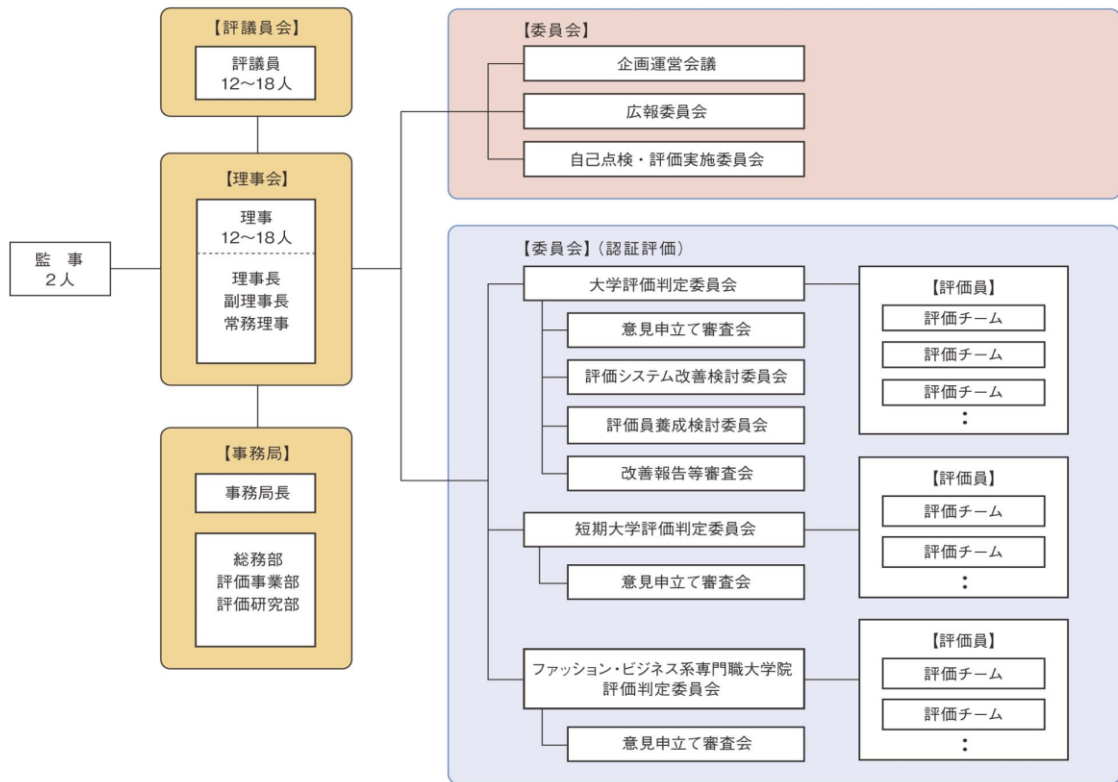 【評議員会】
評議員
12〜18人
【理事会】
理事
12〜18人
理事長
副理事長
常務理事
監　事
2人
【事務局】
事務局長
総務部
評価事業部
評価研究部
【委員会】
企画運営会議
広報委員会
自己点検・評価実施委員会
【委員会】（認証評価）
大学評価判定委員会
意見申立て審査会
評価システム改善検討委員会
評価員養成検討委員会
改善報告等審査会
【評価員】
評価チーム
評価チーム
評価チーム
：
短期大学評価判定委員会
意見申立て審査会
【評価員】
評価チーム
評価チーム
：
ファッション・ビジネス系専門職大学院
評価判定委員会
意見申立て審査会
【評価員】
評価チーム
評価チーム
：